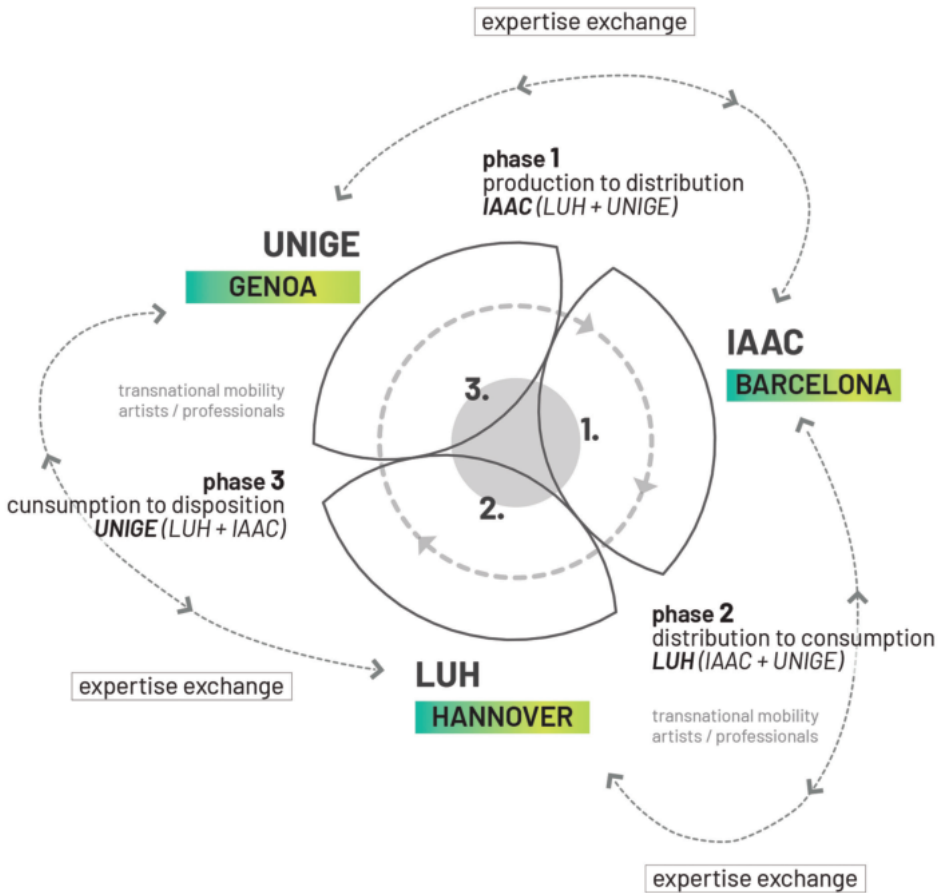 expertise exchange
phase 1
production to distribution
IAAC (LUH + UNIGE)
UNIGE
GENOA
IAAC
BARCELONA
transnational mobility
artists / professionals
3.
1.
2.
phase 3
cunsumption to disposition
UNIGE (LUH + IAAC)
phase 2
distribution to consumption
LUH (IAAC + UNIGE)
expertise exchange
LUH
HANNOVER
transnational mobility
artists / professionals
expertise exchange